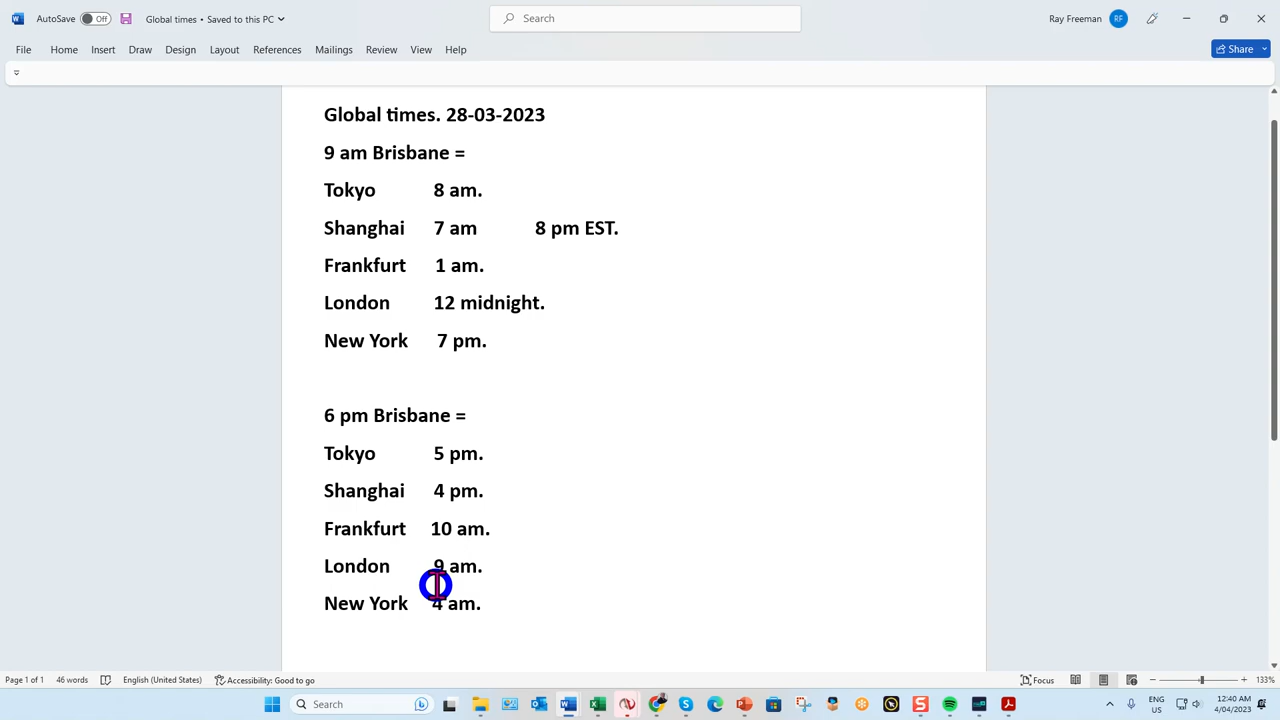 AutoSave Off Global times • Saved to this PC Search Ray Freeman RF
File Home Insert Draw Design Layout References Mailings Review View Help Share
Global times. 28-03-2023
9 am Brisbane =
Tokyo 8 am.
Shanghai 7 am 8 pm EST.
Frankfurt 1 am.
London 12 midnight.
New York 7 pm.
6 pm Brisbane =
Tokyo 5 pm.
Shanghai 4 pm.
Frankfurt 10 am.
London 9 am.
New York 4 am.
Page 1 of 1 46 words English (United States) Accessibility: Good to go Focus 133%
Search ENG US 12:40 AM 4/04/2023